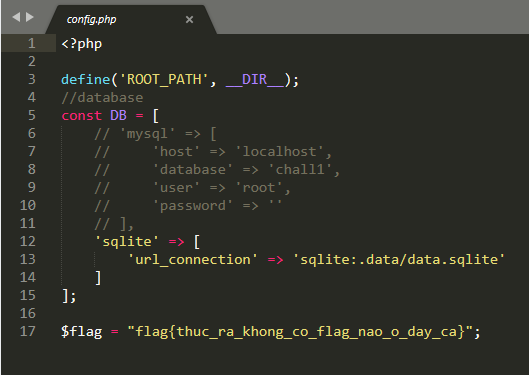 config.php ×
1 <?php
2
3 define('ROOT_PATH', __DIR__);
4 //database
5 const DB = [
6     // 'mysql' => [
7     //     'host' => 'localhost',
8     //     'database' => 'chall1',
9     //     'user' => 'root',
10     //     'password' => ''
11     // ],
12     'sqlite' => [
13         'url_connection' => 'sqlite:.data/data.sqlite'
14     ]
15 ];
16
17 $flag = "flag{thuc_ra_khong_co_flag_nao_o_day_ca}";